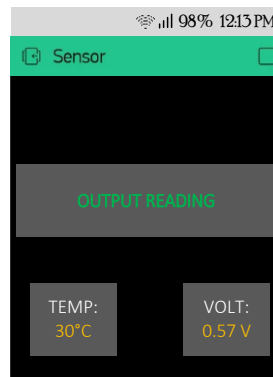 98% 12:13 PM
Sensor
OUTPUT READING
TEMP:
30°C
VOLT:
0.57 V